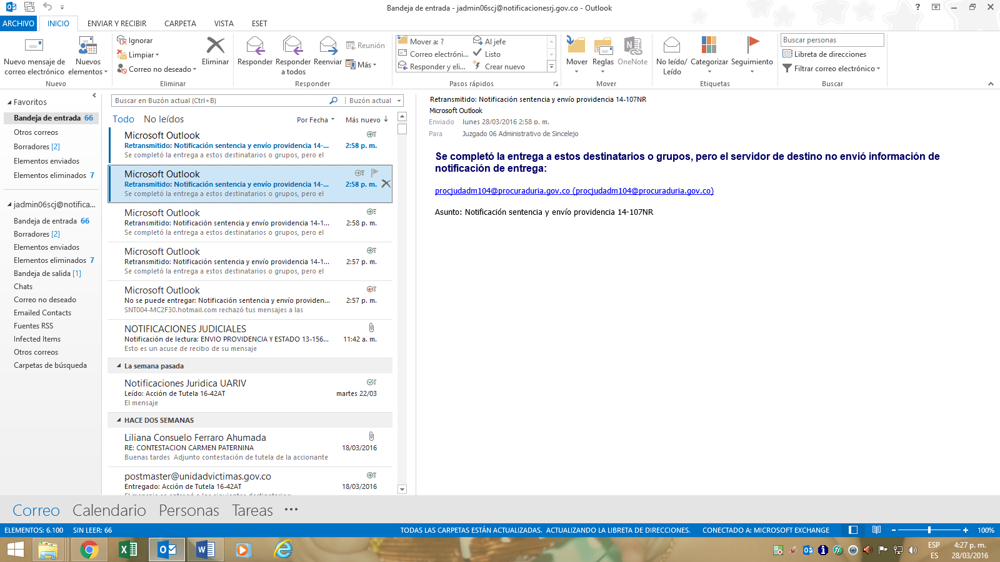 Bandeja de entrada - jadmin06scj@notificacionesrj.gov.co - Outlook
ARCHIVO INICIO ENVIAR Y RECIBIR CARPETA VISTA ESET
Nuevo mensaje de correo electrónico
Nuevos elementos
Ignorar
Limpiar
Correo no deseado
Eliminar
Responder
Responder a todos
Reenviar
Reunión
Más
Mover a: ?
Correo electróni...
Responder y eli...
Al jefe
Listo
Crear nuevo
Mover
Reglas
OneNote
No leído/ Leído
Categorizar
Seguimiento
Buscar personas
Libreta de direcciones
Filtrar correo electrónico
Nuevo Eliminar Responder Pasos rápidos Mover Etiquetas Buscar
Favoritos
Bandeja de entrada 66
Otros correos
Borradores [2]
Elementos enviados
Elementos eliminados 7
jadmin06scj@notifica...
Bandeja de entrada 66
Borradores [2]
Elementos enviados
Elementos eliminados 7
Bandeja de salida [1]
Chats
Correo no deseado
Emailed Contacts
Fuentes RSS
Infected Items
Otros correos
Carpetas de búsqueda
Buscar en Buzón actual (Ctrl+B) Buzón actual
Todo No leídos Por Fecha Más nuevo
Microsoft Outlook
Retransmitido: Notificación sentencia y envío providencia 14-... 2:58 p. m.
Se completó la entrega a estos destinatarios o grupos, pero el
Microsoft Outlook
Retransmitido: Notificación sentencia y envío providencia 14-... 2:58 p. m.
Se completó la entrega a estos destinatarios o grupos, pero el
Microsoft Outlook
Retransmitido: Notificación sentencia y envío providencia 14-1... 2:58 p. m.
Se completó la entrega a estos destinatarios o grupos, pero el
Microsoft Outlook
Retransmitido: Notificación sentencia y envío providencia 14-1... 2:57 p. m.
Se completó la entrega a estos destinatarios o grupos, pero el
Microsoft Outlook
No se puede entregar: Notificación sentencia y envío providen... 2:57 p. m.
SNT004-MC2F30.hotmail.com rechazó tus mensajes a las
NOTIFICACIONES JUDICIALES
Notificación de lectura: ENVIO PROVIDENCIA Y ESTADO 13-156... 11:42 a. m.
Esto es un acuse de recibo de su mensaje
La semana pasada
Notificaciones Juridica UARIV
Leído: Acción de Tutela 16-42AT martes 22/03
El mensaje
HACE DOS SEMANAS
Liliana Consuelo Ferraro Ahumada
RE: CONTESTACION CARMEN PATERNINA 18/03/2016
Buenas tardes Adjunto contestación de tutela de la accionante
postmaster@unidadvictimas.gov.co
Entregado: Acción de Tutela 16-42AT 18/03/2016
El mensaje se entregó a los siguientes destinatarios:
Retransmitido: Notificación sentencia y envío providencia 14-107NR
Microsoft Outlook
Enviado lunes 28/03/2016 2:58 p. m.
Para Juzgado 06 Administrativo de Sincelejo
Se completó la entrega a estos destinatarios o grupos, pero el servidor de destino no envió información de
notificación de entrega:
procjudadm104@procuraduria.gov.co (procjudadm104@procuraduria.gov.co)
Asunto: Notificación sentencia y envío providencia 14-107NR
Correo Calendario Personas Tareas ···
ELEMENTOS: 6.100 SIN LEER: 66 TODAS LAS CARPETAS ESTÁN ACTUALIZADAS. ACTUALIZANDO LA LIBRETA DE DIRECCIONES. CONECTADO A: MICROSOFT EXCHANGE 100%
ESP
ES
4:27 p. m.
28/03/2016